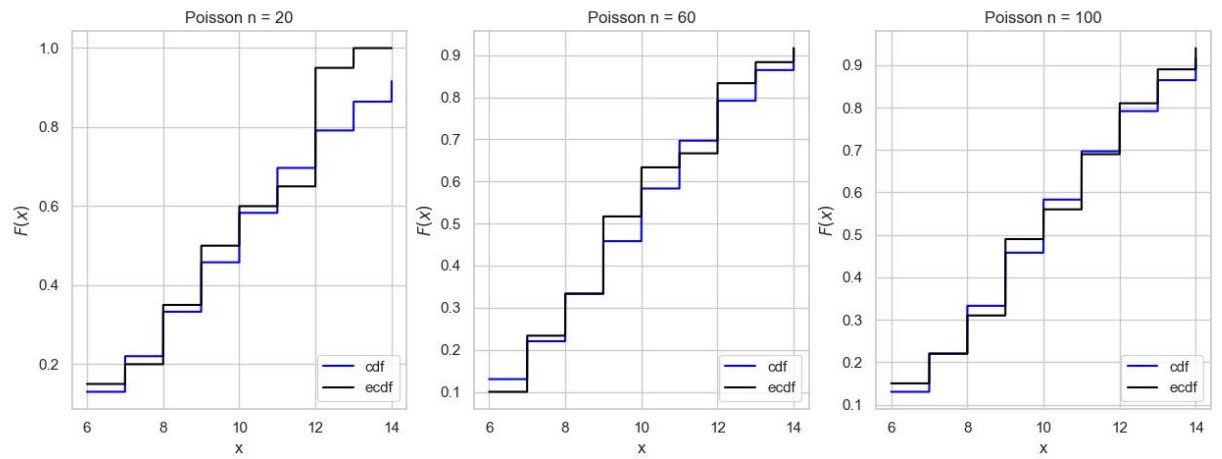 Poisson n = 20
F(x)
1.0
0.8
0.6
0.4
0.2
6 8 10 12 14
x
cdf
ecdf
Poisson n = 60
F(x)
0.9
0.8
0.7
0.6
0.5
0.4
0.3
0.2
0.1
6 8 10 12 14
x
cdf
ecdf
Poisson n = 100
F(x)
0.9
0.8
0.7
0.6
0.5
0.4
0.3
0.2
0.1
6 8 10 12 14
x
cdf
ecdf